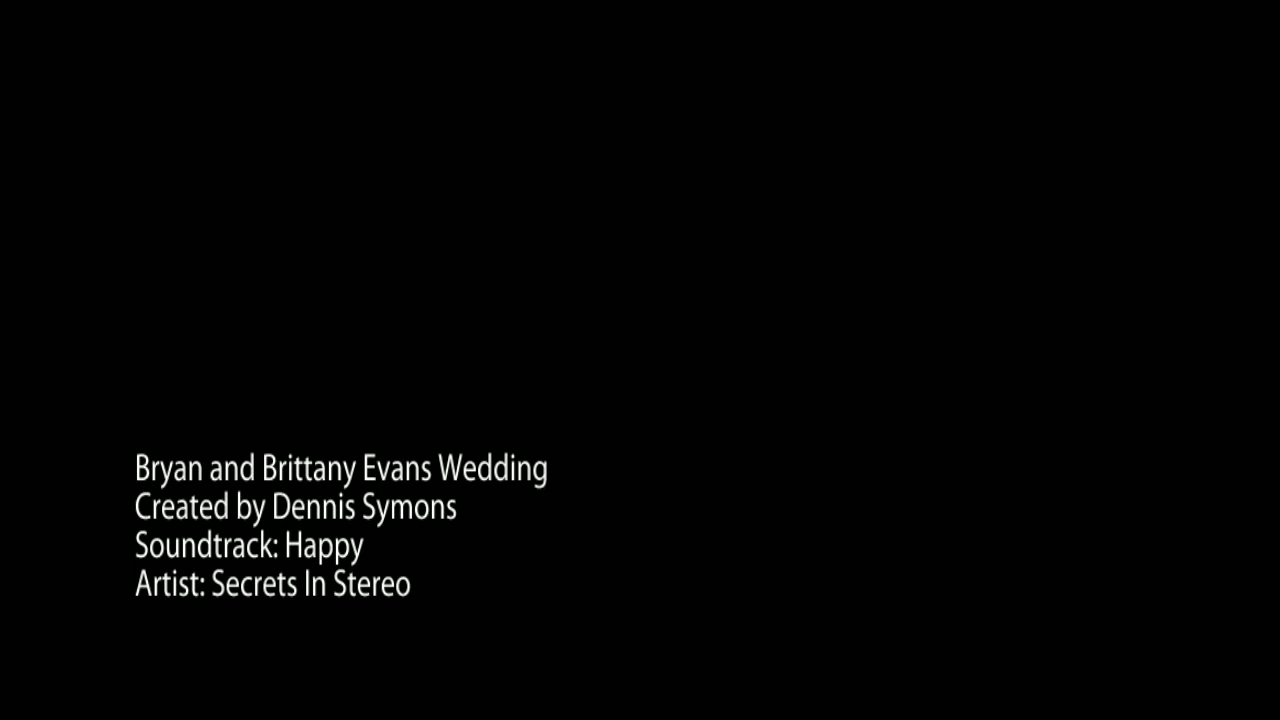 Bryan and Brittany Evans Wedding
Created by Dennis Symons
Soundtrack: Happy
Artist: Secrets In Stereo